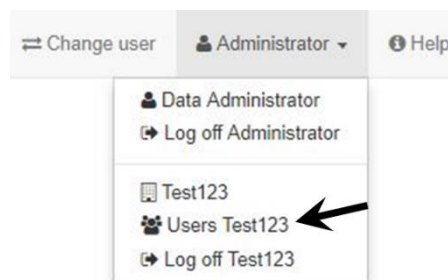 Change user Administrator Help
Data Administrator
Log off Administrator
Test123
Users Test123
Log off Test123